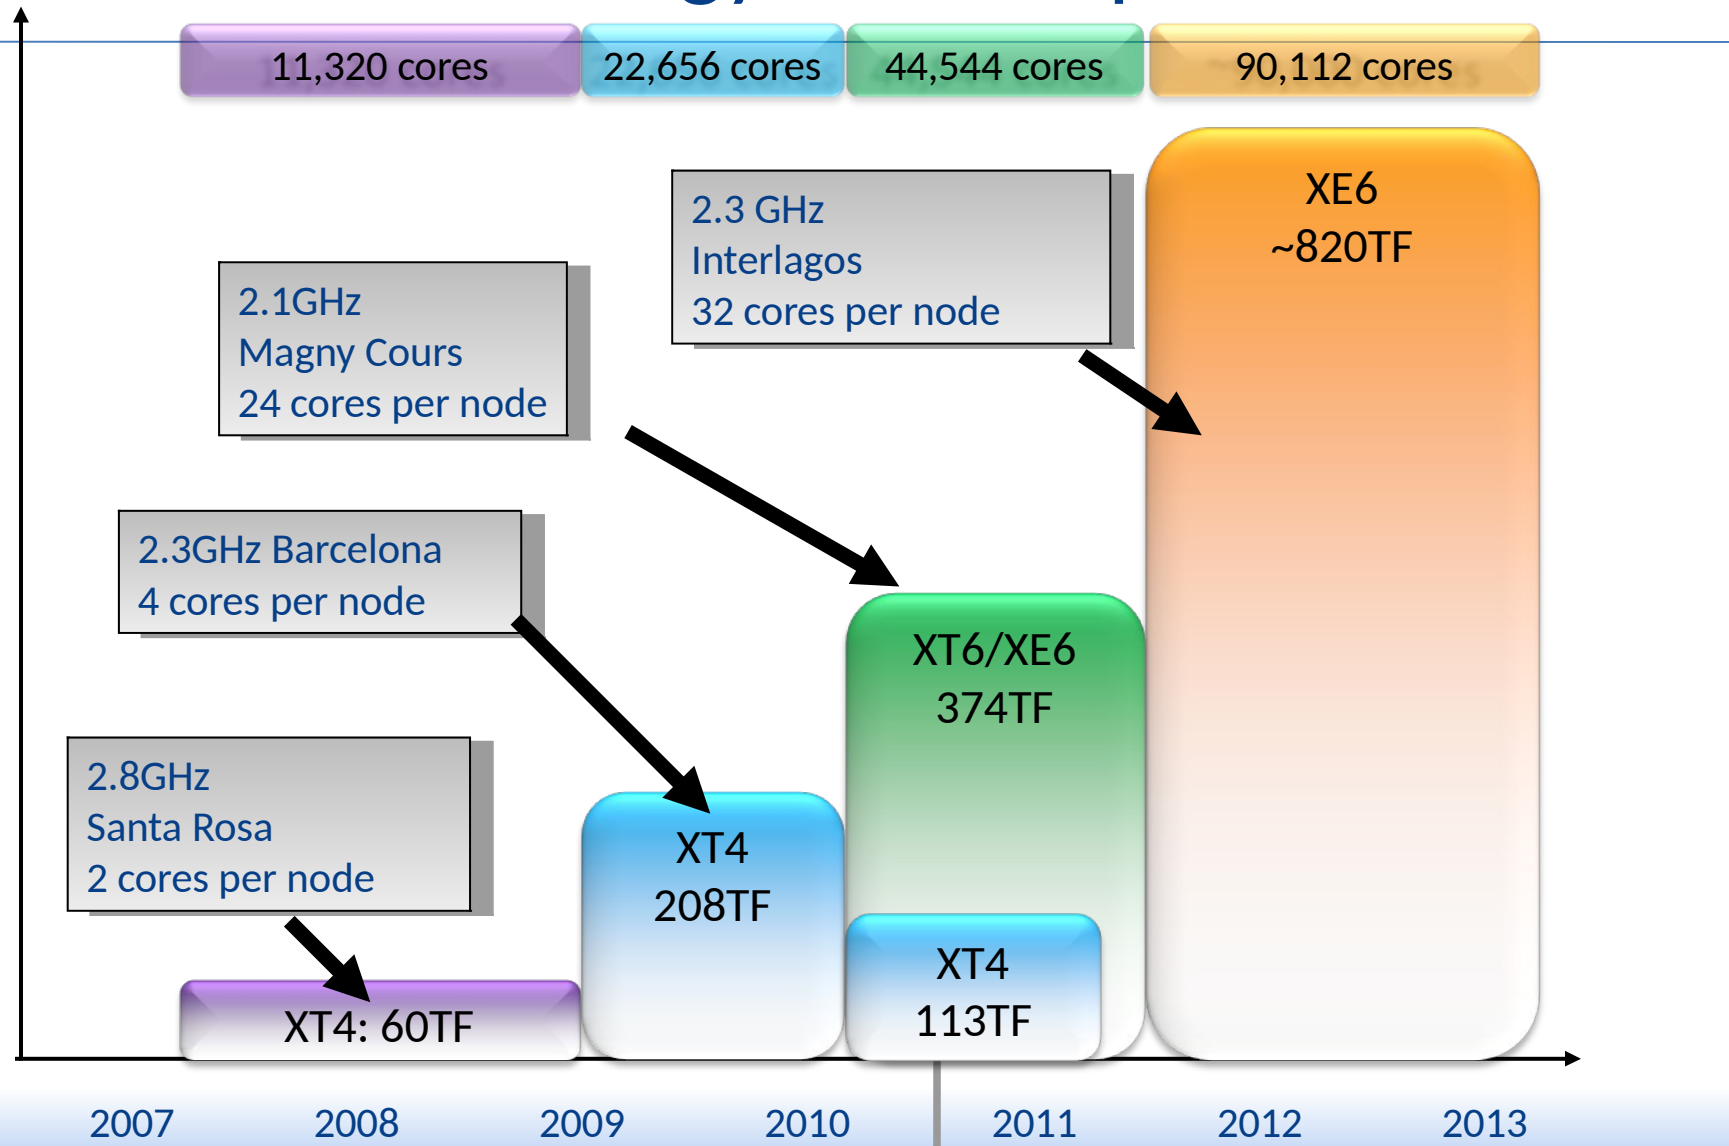 11,320 cores
22,656 cores
44,544 cores
90,112 cores
XE6
~820TF
2.3 GHz
Interlagos
32 cores per node
2.1GHz
Magny Cours
24 cores per node
2.3GHz Barcelona
4 cores per node
XT6/XE6
374TF
2.8GHz
Santa Rosa
2 cores per node
XT4
208TF
XT4
113TF
XT4: 60TF
2007
2008
2009
2010
2011
2012
2013